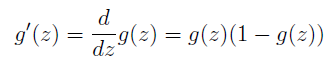 g′(z) = d/dz g(z) = g(z)(1 − g(z))